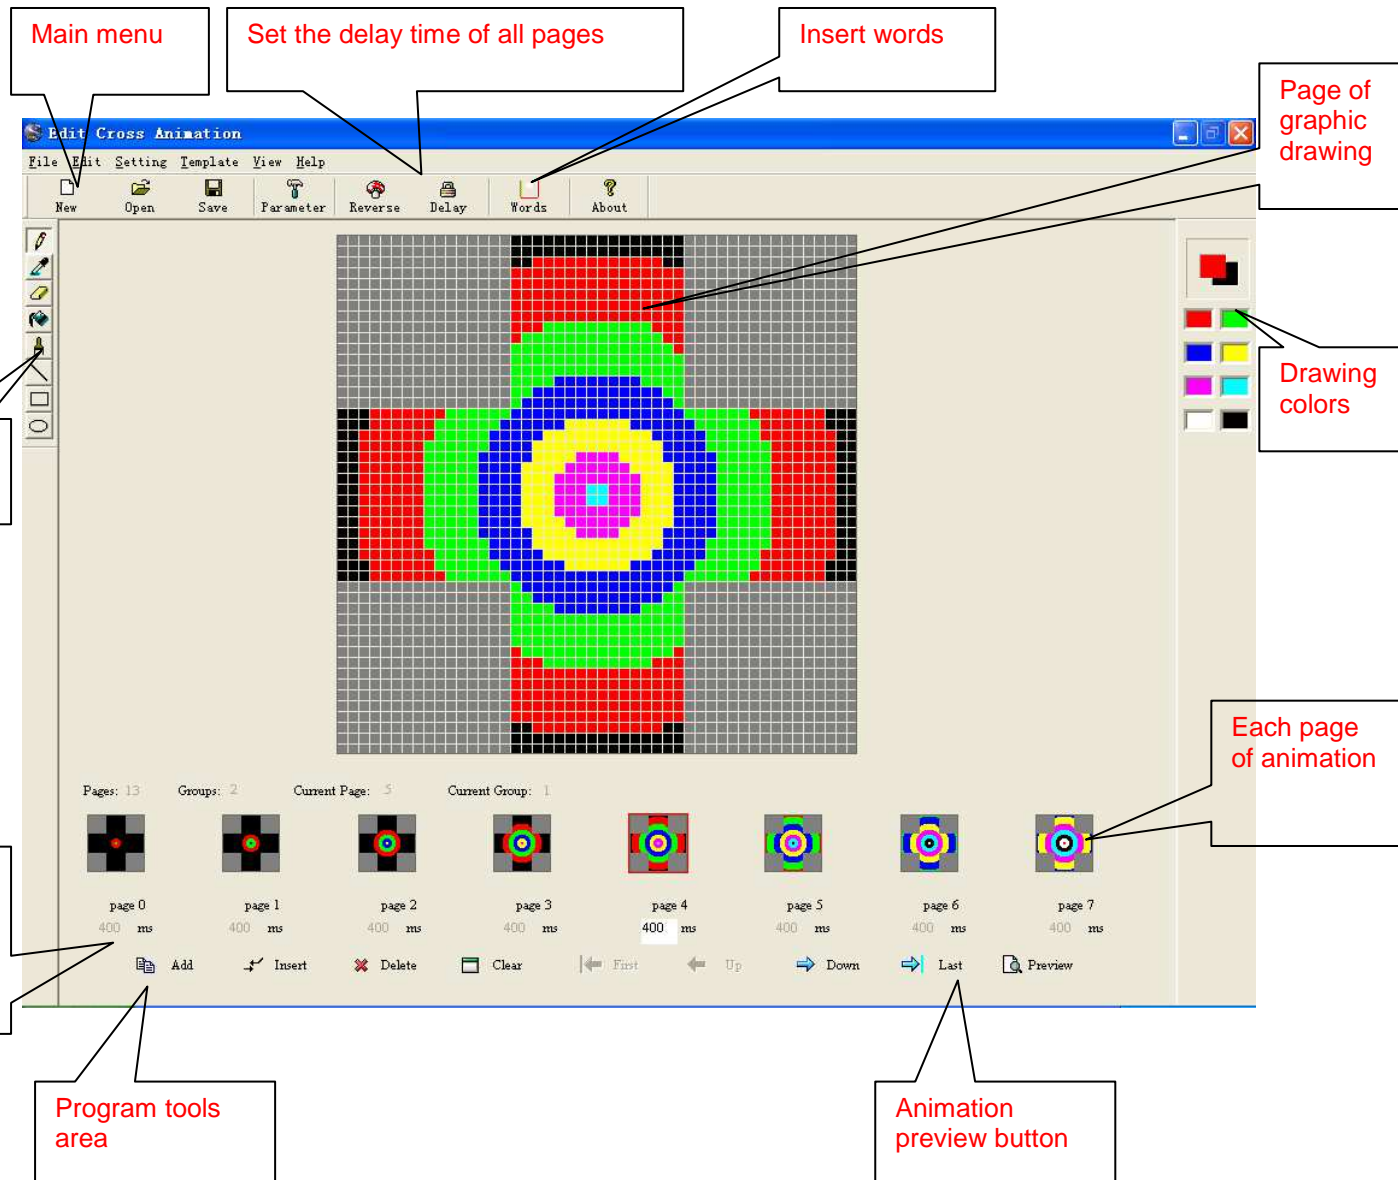 Main menu
Set the delay time of all pages
Insert words
Page of
graphic
drawing
Edit Cross Animation
File Edit Setting Template View Help
New Open Save Parameter Reverse Delay Words About
Drawing
colors
Each page
of animation
Pages: 13 Groups: 2 Current Page: 5 Current Group: 1
page 0 page 1 page 2 page 3 page 4 page 5 page 6 page 7
400 ms 400 ms 400 ms 400 ms 400 ms 400 ms 400 ms 400 ms
Add Insert Delete Clear First Up Down Last Preview
Program tools
area
Animation
preview button